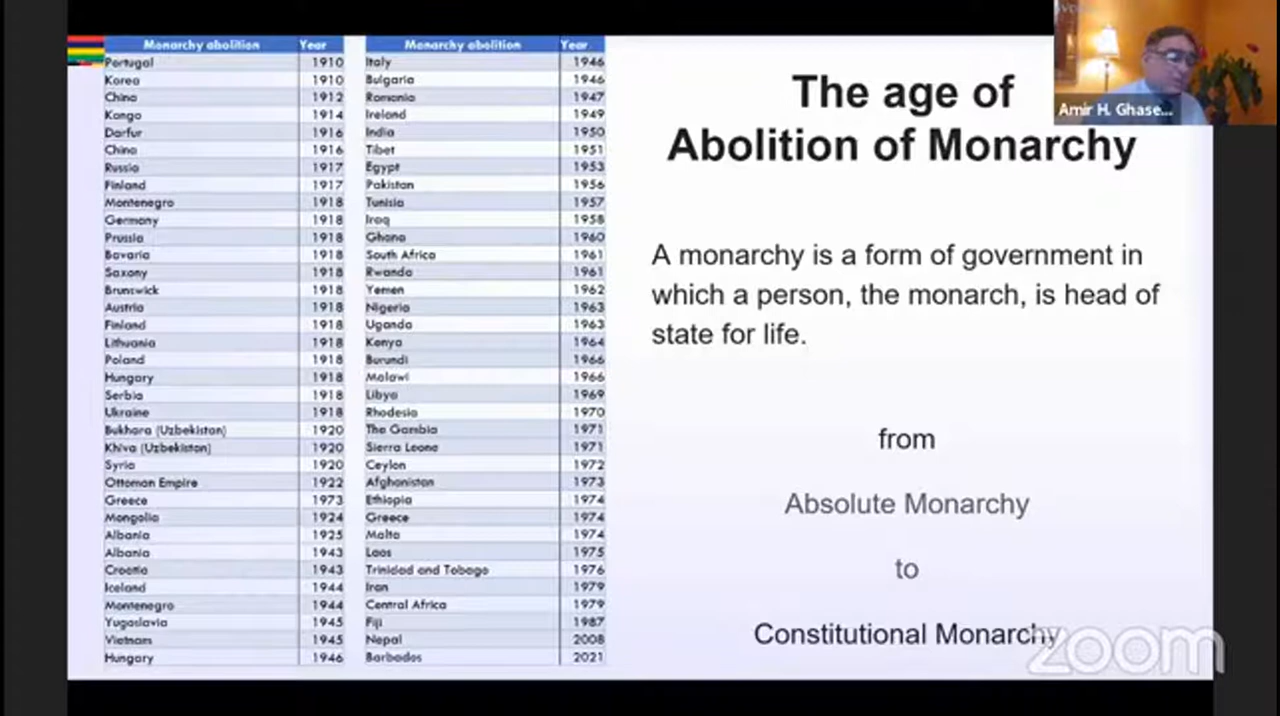 Monarchy abolition Year
Portugal 1910
Korea 1910
China 1912
Kongo 1914
Darfur 1916
China 1916
Russia 1917
Finland 1917
Montenegro 1918
Germany 1918
Prussia 1918
Bavaria 1918
Saxony 1918
Brunswick 1918
Austria 1918
Finland 1918
Lithuania 1918
Poland 1918
Hungary 1918
Serbia 1918
Ukraine 1918
Bukhara (Uzbekistan) 1920
Khiva (Uzbekistan) 1920
Syria 1920
Ottoman Empire 1922
Greece 1973
Mongolia 1924
Albania 1925
Albania 1943
Croatia 1943
Iceland 1944
Montenegro 1944
Yugoslavia 1945
Vietnam 1945
Hungary 1946
Monarchy abolition Year
Italy 1946
Bulgaria 1946
Romania 1947
Ireland 1949
India 1950
Tibet 1951
Egypt 1953
Pakistan 1956
Tunisia 1957
Iraq 1958
Ghana 1960
South Africa 1961
Rwanda 1961
Yemen 1962
Nigeria 1963
Uganda 1963
Kenya 1964
Burundi 1966
Malawi 1966
Libya 1969
Rhodesia 1970
The Gambia 1971
Sierra Leone 1971
Ceylon 1972
Afghanistan 1973
Ethiopia 1974
Greece 1974
Malta 1974
Laos 1975
Trinidad and Tobago 1976
Iran 1979
Central Africa 1979
Fiji 1987
Nepal 2008
Barbados 2021
The age of
Abolition of Monarchy
Amir H. Ghase...
A monarchy is a form of government in
which a person, the monarch, is head of
state for life.
from
Absolute Monarchy
to
Constitutional Monarchy
zoom